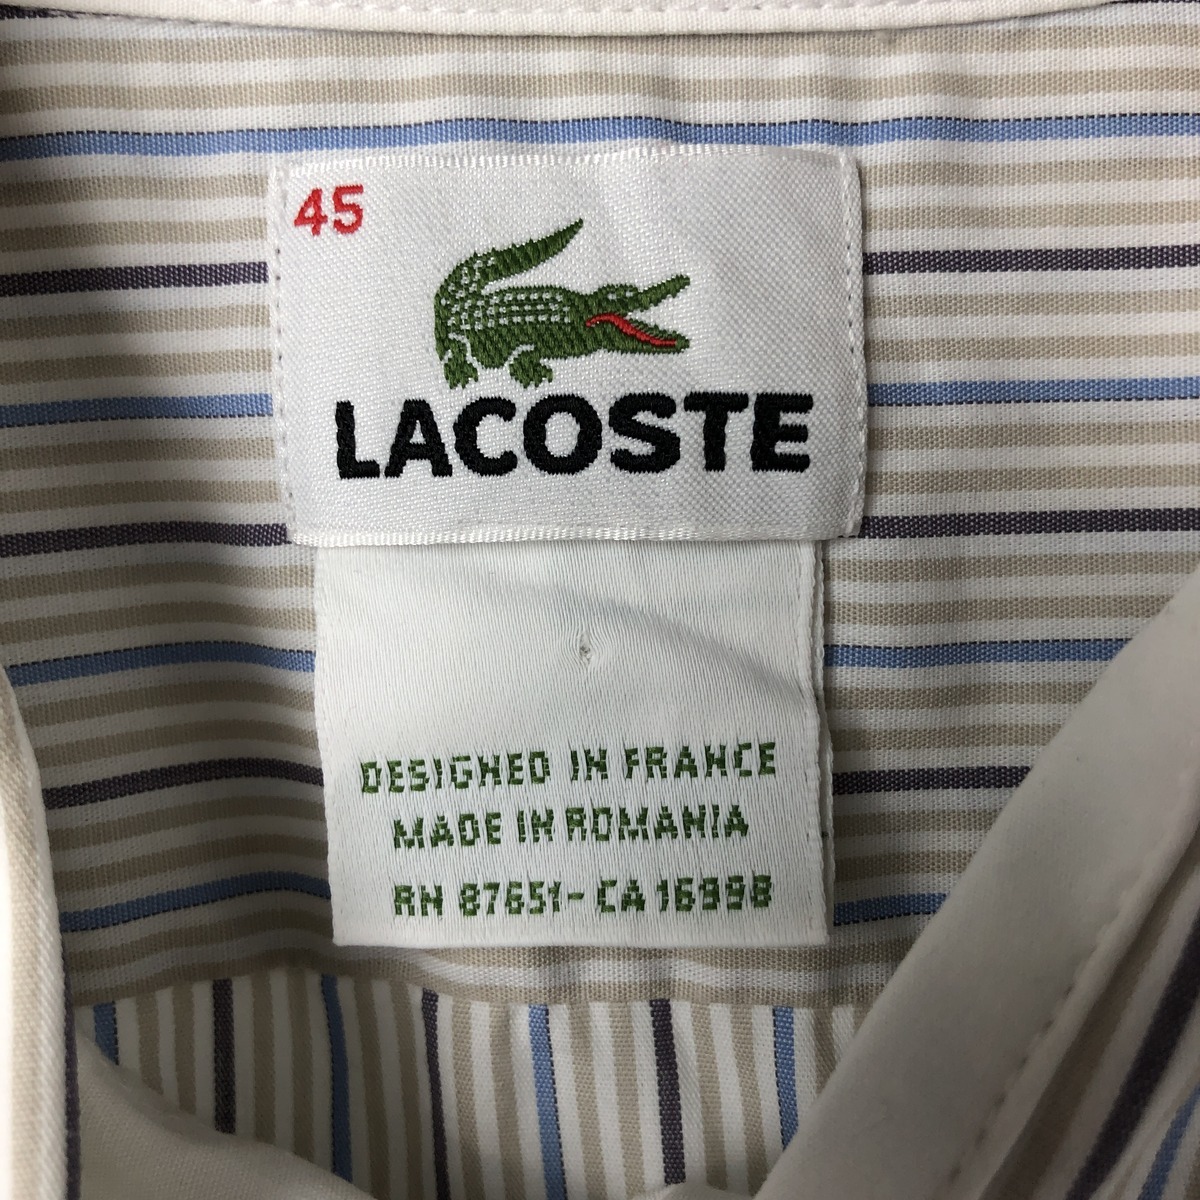 45
LACOSTE
DESIGNED IN FRANCE
MADE IN ROMANIA
RN 87651 - CA 16998